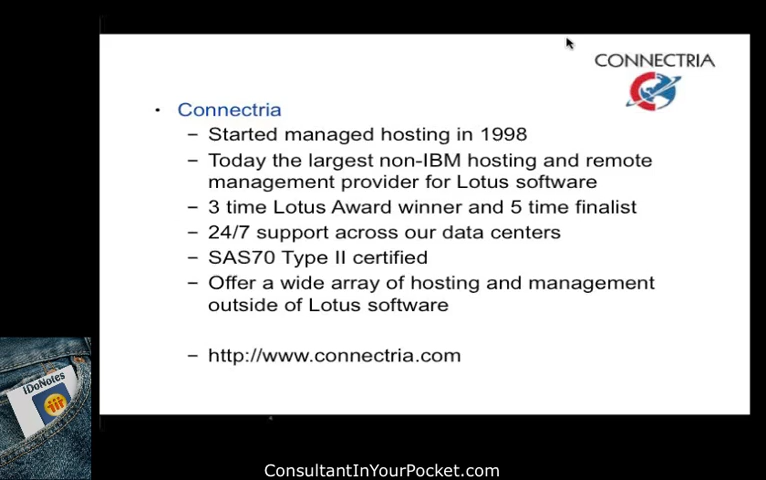 CONNECTRIA
• Connectria
– Started managed hosting in 1998
– Today the largest non-IBM hosting and remote
management provider for Lotus software
– 3 time Lotus Award winner and 5 time finalist
– 24/7 support across our data centers
– SAS70 Type II certified
– Offer a wide array of hosting and management
outside of Lotus software
– http://www.connectria.com
IDoNotes
ConsultantInYourPocket.com